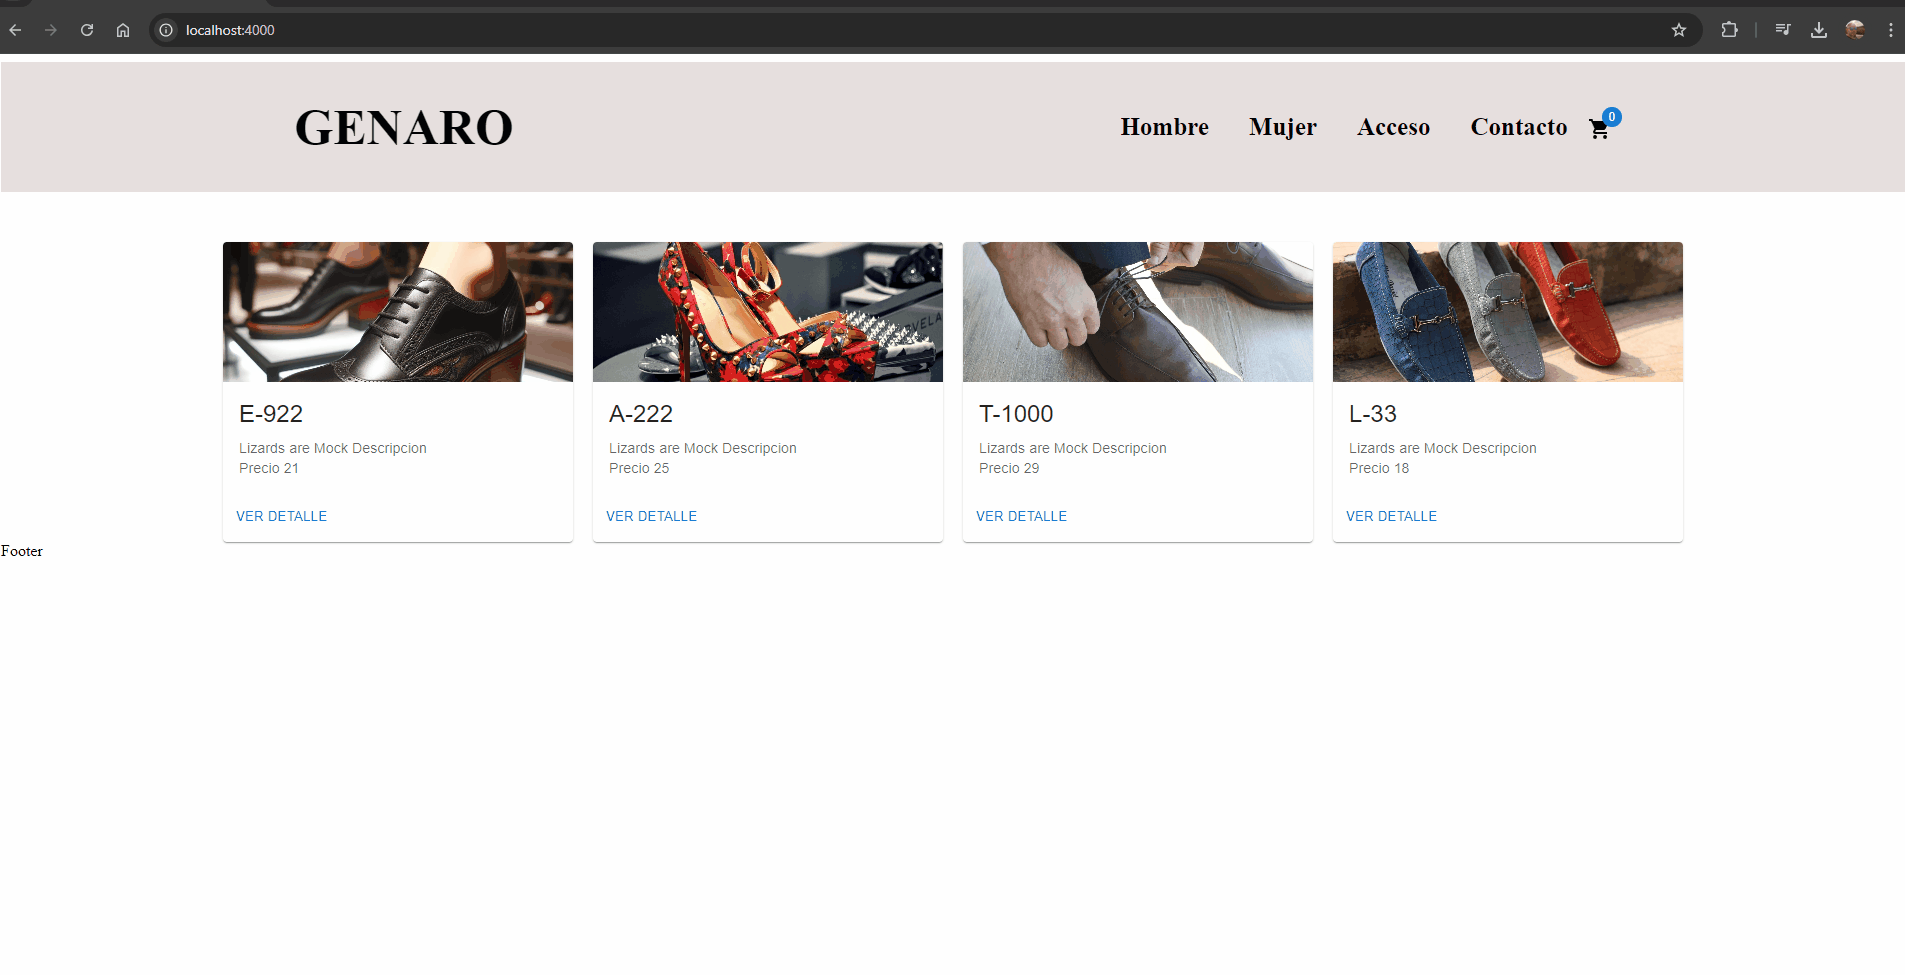 localhost:4000
GENARO
Hombre Mujer Acceso Contacto 0
E-922
Lizards are Mock Descripcion
Precio 21
VER DETALLE
A-222
Lizards are Mock Descripcion
Precio 25
VER DETALLE
T-1000
Lizards are Mock Descripcion
Precio 29
VER DETALLE
L-33
Lizards are Mock Descripcion
Precio 18
VER DETALLE
Footer